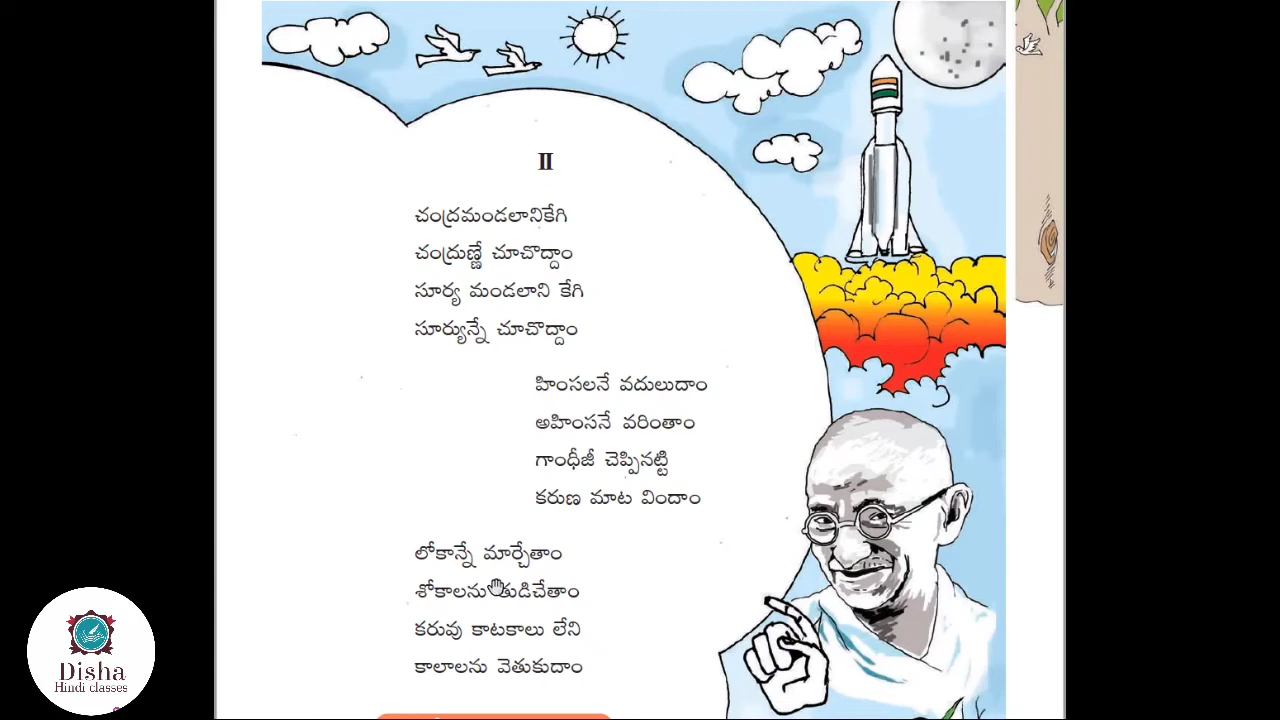 II
చంద్రమండలానికేగి
చంద్రుణ్ణే చూచొద్దాం
సూర్య మండలాని కేగి
సూర్యున్నే చూచొద్దాం
హింసలనే వదులుదాం
అహింసనే వరింతాం
గాంధీజీ చెప్పినట్టి
కరుణ మాట విందాం
లోకాన్నే మార్చేతాం
శోకాలను తుడిచేతాం
కరువు కాటకాలు లేని
కాలాలను వెతుకుదాం
Disha
Hindi classes